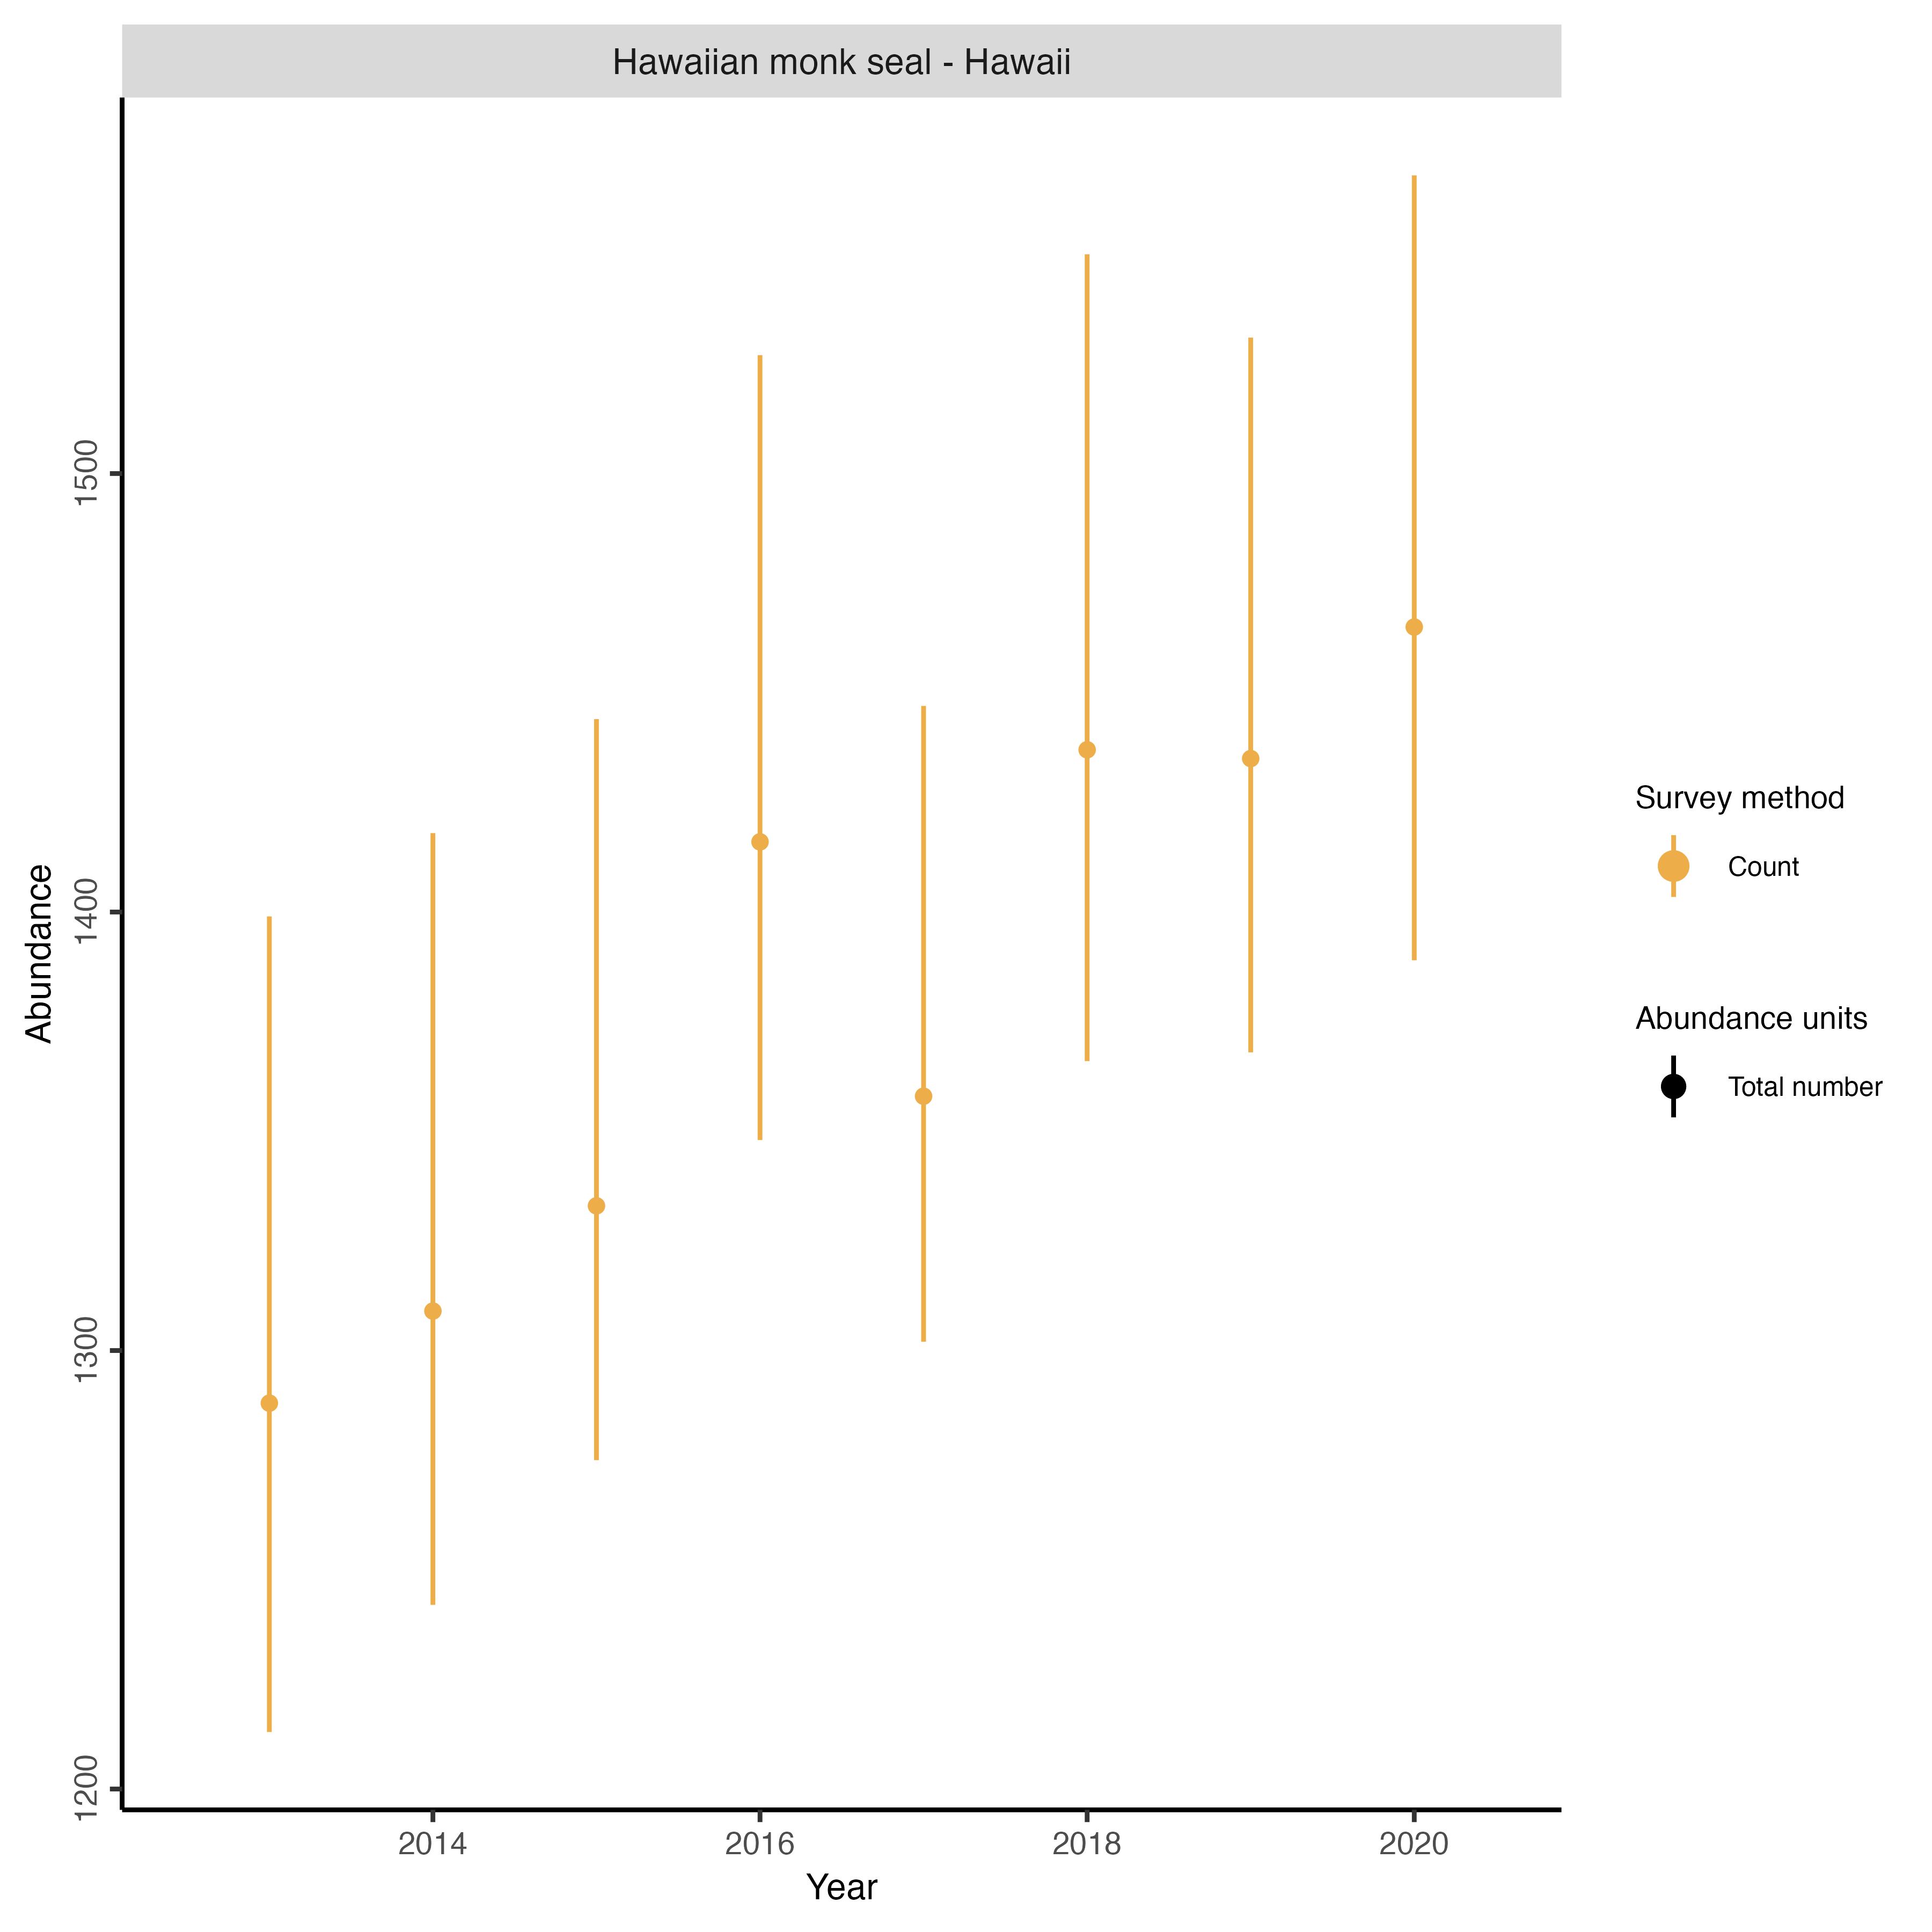 Hawaiian monk seal - Hawaii
Abundance
1500
1400
1300
1200
2014 2016 2018 2020
Year
Survey method
Count
Abundance units
Total number